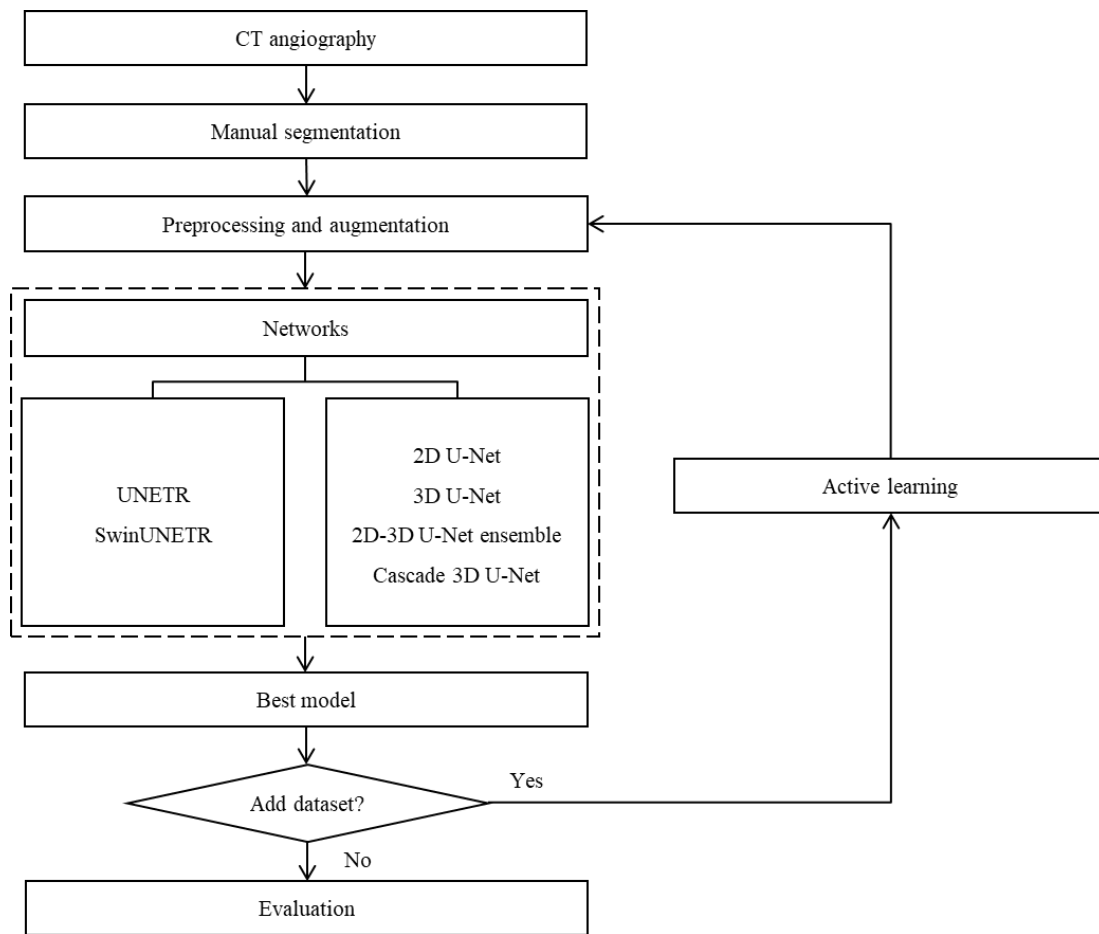 CT angiography
Manual segmentation
Preprocessing and augmentation
Networks
UNETR
SwinUNETR
2D U-Net
3D U-Net
2D-3D U-Net ensemble
Cascade 3D U-Net
Active learning
Best model
Add dataset?
Yes
No
Evaluation